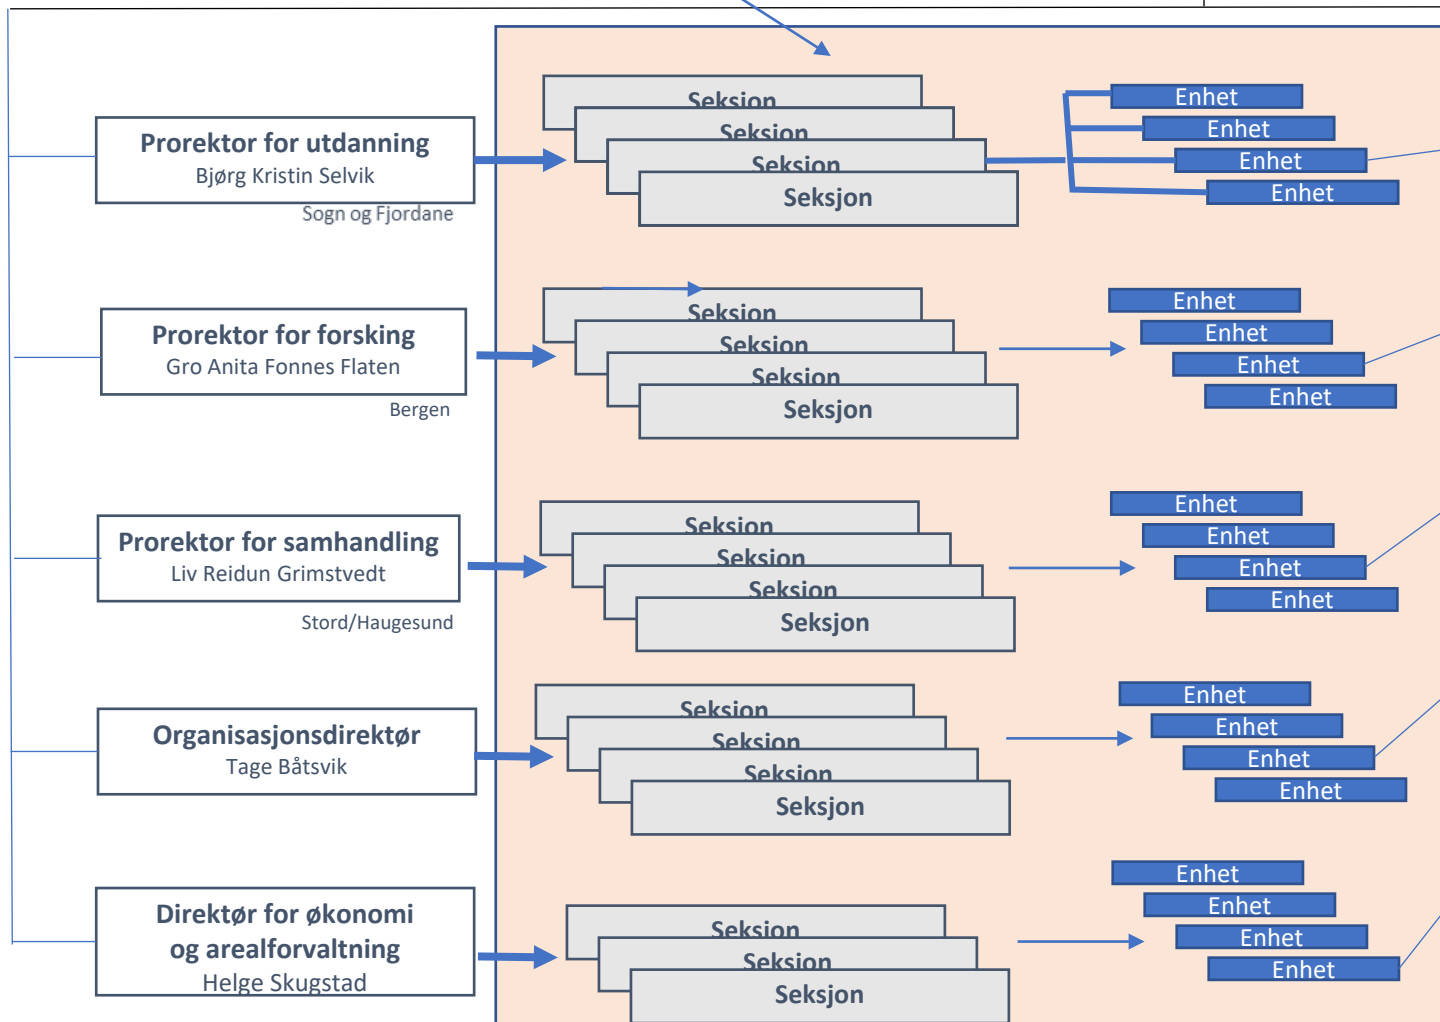 Prorektor for utdanning
Bjørg Kristin Selvik
Sogn og Fjordane
Seksjon
Seksjon
Seksjon
Seksjon
Enhet
Enhet
Enhet
Enhet
Prorektor for forsking
Gro Anita Fonnes Flaten
Bergen
Seksjon
Seksjon
Seksjon
Seksjon
Enhet
Enhet
Enhet
Enhet
Prorektor for samhandling
Liv Reidun Grimstvedt
Stord/Haugesund
Seksjon
Seksjon
Seksjon
Seksjon
Enhet
Enhet
Enhet
Enhet
Organisasjonsdirektør
Tage Båtsvik
Seksjon
Seksjon
Seksjon
Seksjon
Enhet
Enhet
Enhet
Enhet
Direktør for økonomi
og arealforvaltning
Helge Skugstad
Seksjon
Seksjon
Seksjon
Enhet
Enhet
Enhet
Enhet